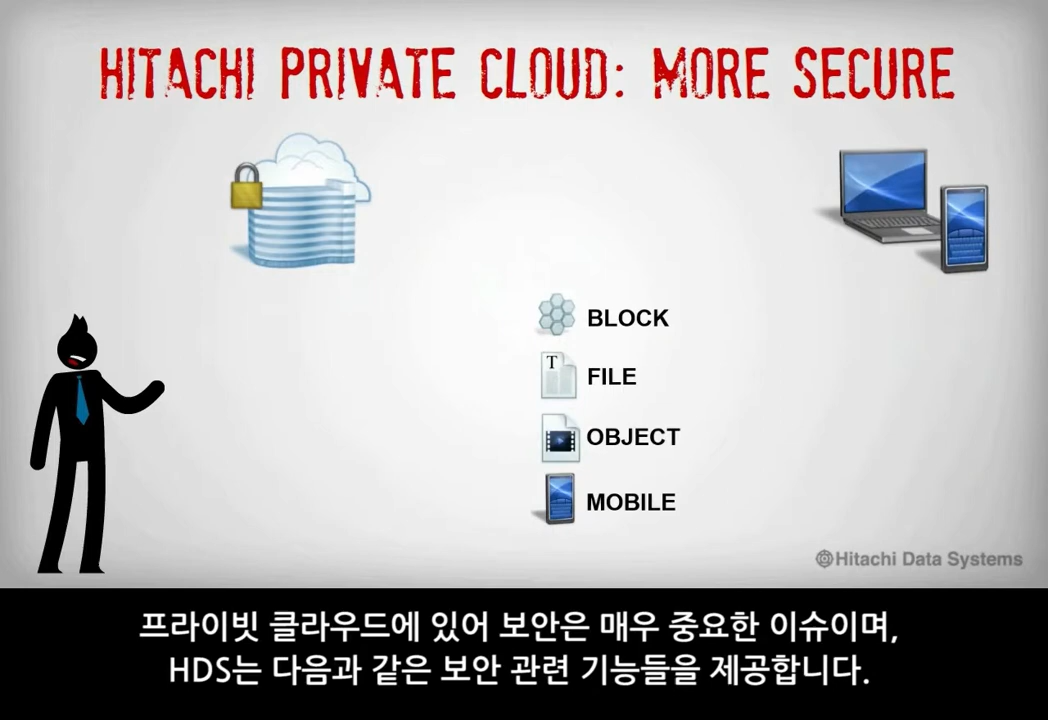 HITACHI PRIVATE CLOUD: MORE SECURE
BLOCK
T
FILE
OBJECT
MOBILE
Hitachi Data Systems
프라이빗 클라우드에 있어 보안은 매우 중요한 이슈이며,
HDS는 다음과 같은 보안 관련 기능들을 제공합니다.